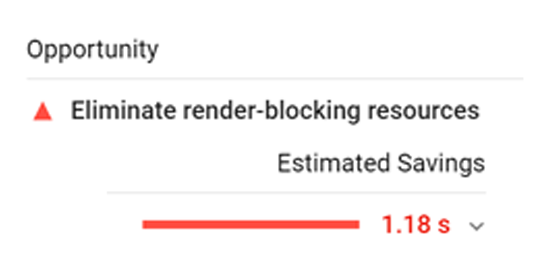 Opportunity
Eliminate render-blocking resources
Estimated Savings
1.18 s